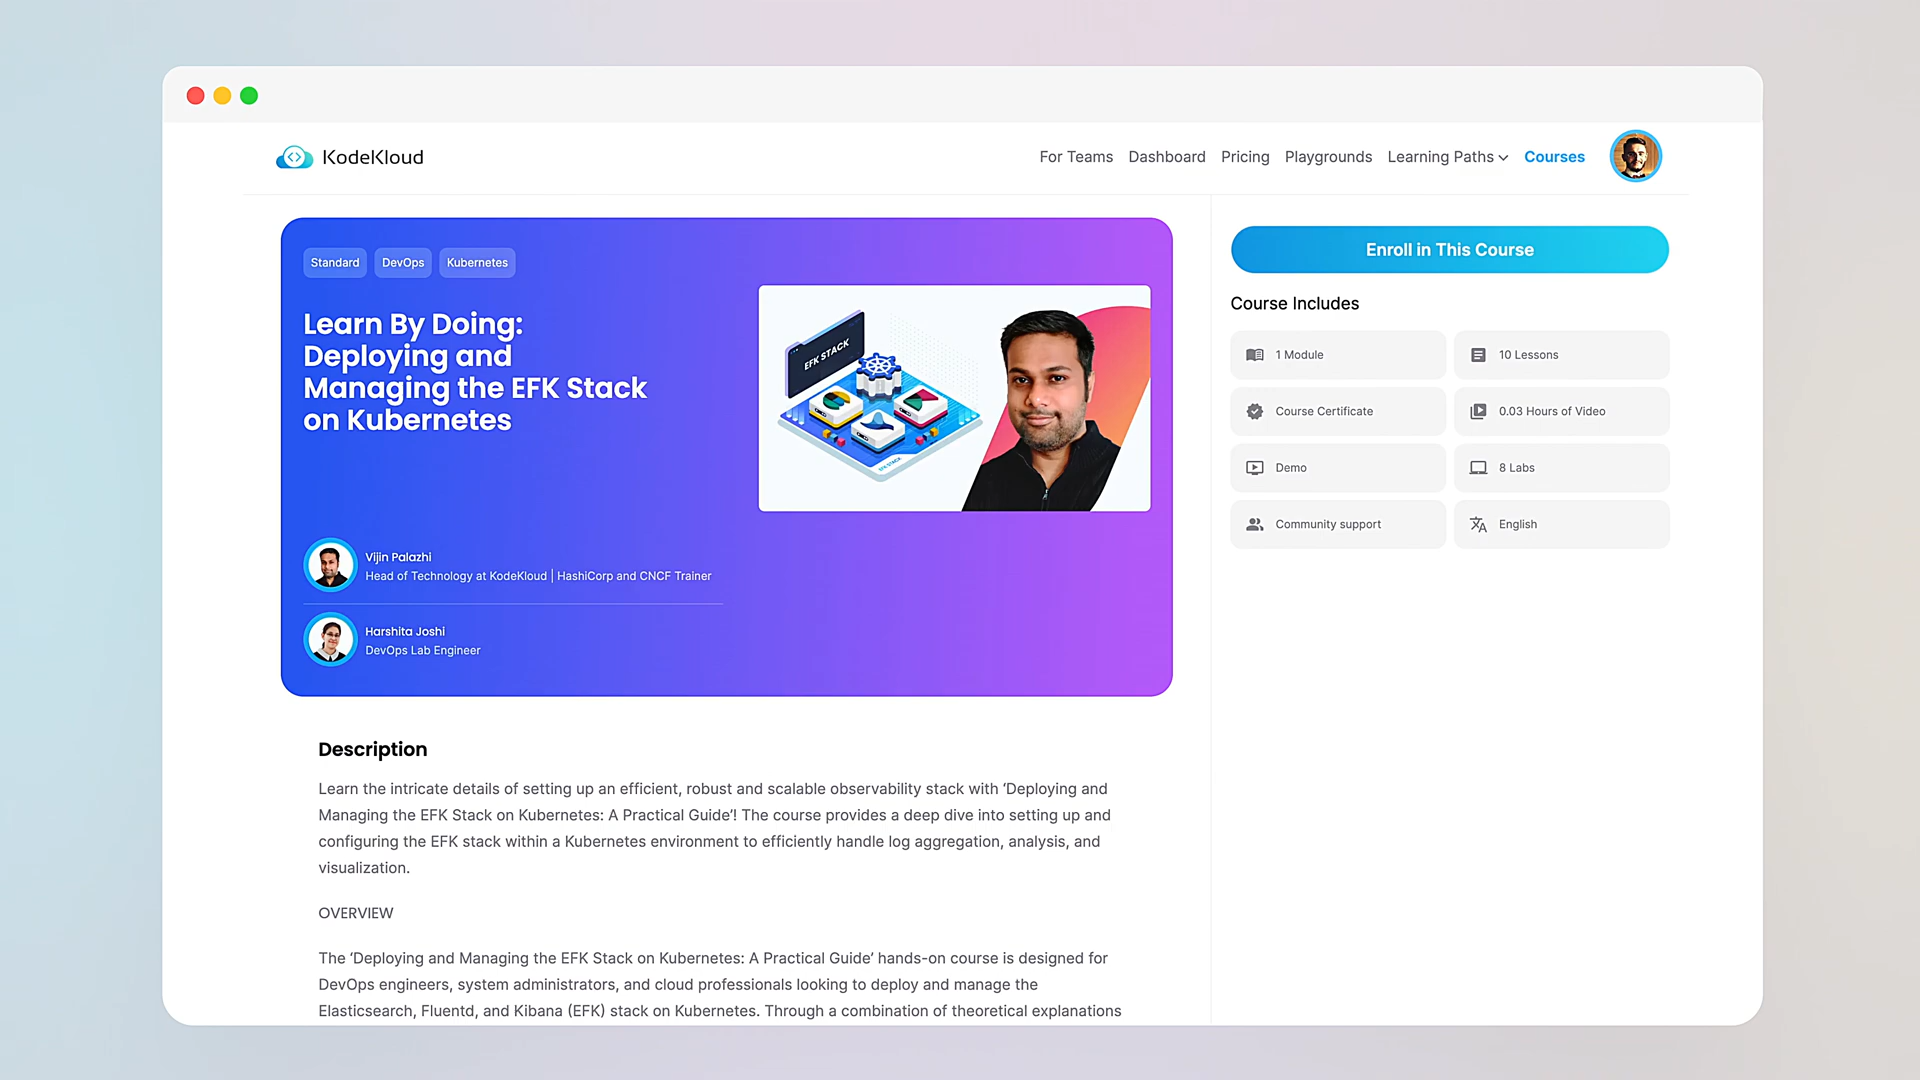 KodeKloud
For Teams
Dashboard
Pricing
Playgrounds
Learning Paths
Courses
Standard
DevOps
Kubernetes
Learn By Doing:
Deploying and
Managing the EFK Stack
on Kubernetes
EFK STACK
EFK STACK
Vijin Palazhi
Head of Technology at KodeKloud | HashiCorp and CNCF Trainer
Harshita Joshi
DevOps Lab Engineer
Enroll in This Course
Course Includes
1 Module
10 Lessons
Course Certificate
0.03 Hours of Video
Demo
8 Labs
Community support
English
Description
Learn the intricate details of setting up an efficient, robust and scalable observability stack with ‘Deploying and
Managing the EFK Stack on Kubernetes: A Practical Guide’! The course provides a deep dive into setting up and
configuring the EFK stack within a Kubernetes environment to efficiently handle log aggregation, analysis, and
visualization.
OVERVIEW
The ‘Deploying and Managing the EFK Stack on Kubernetes: A Practical Guide’ hands-on course is designed for
DevOps engineers, system administrators, and cloud professionals looking to deploy and manage the
Elasticsearch, Fluentd, and Kibana (EFK) stack on Kubernetes. Through a combination of theoretical explanations